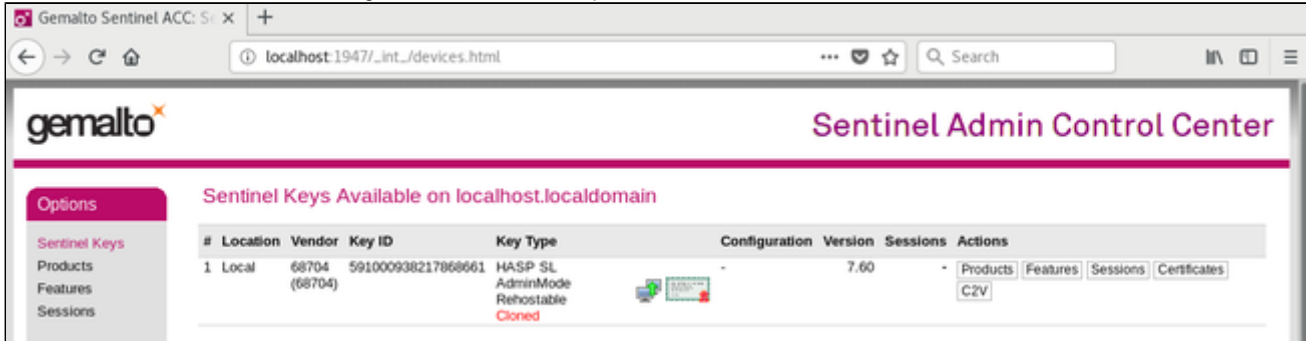 Gemalto Sentinel ACC: Se
localhost:1947/_int_/devices.html
Search
gemalto
Sentinel Admin Control Center
Options
Sentinel Keys
Products
Features
Sessions
Sentinel Keys Available on localhost.localdomain
# Location Vendor Key ID Key Type Configuration Version Sessions Actions
1 Local 68704 591000938217868661 HASP SL - 7.60 - Products Features Sessions Certificates
(68704) AdminMode C2V
Rehostable
Cloned